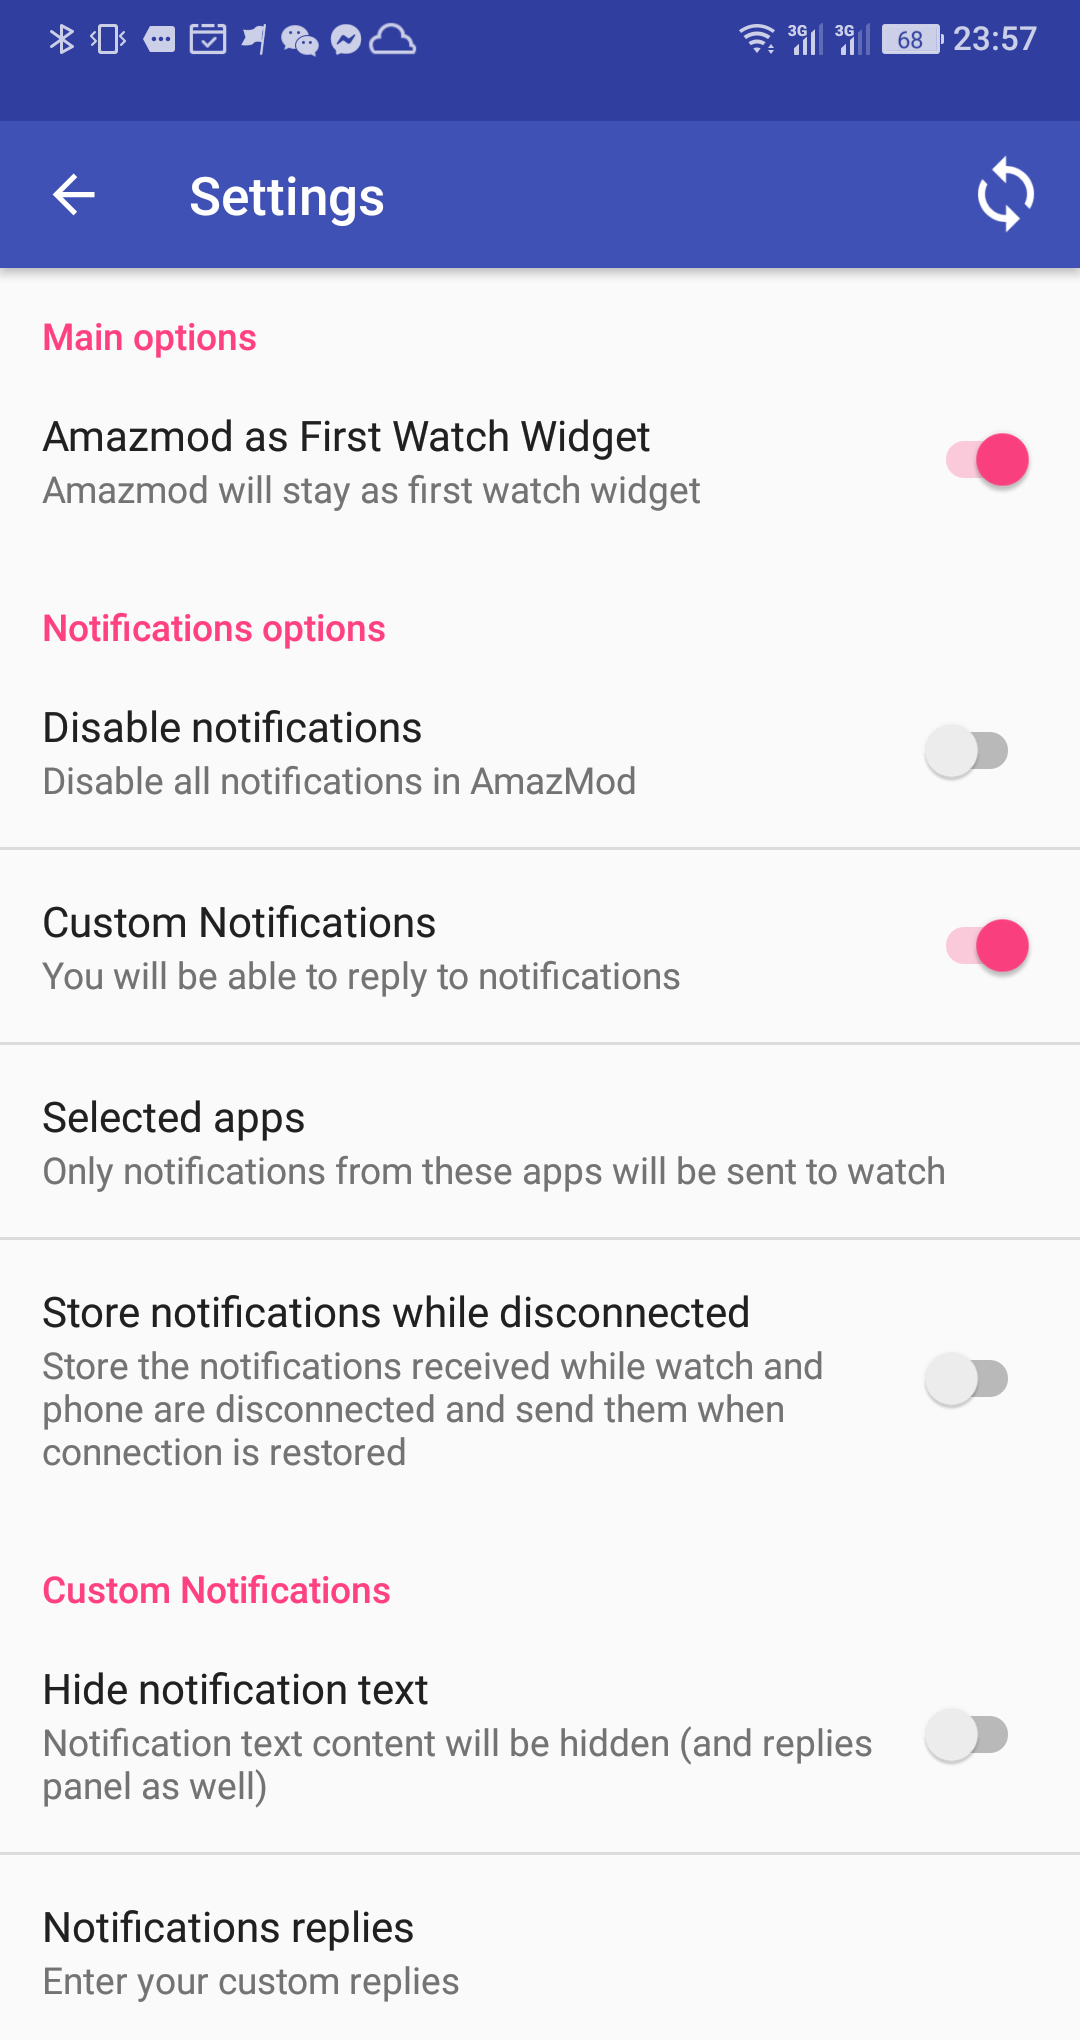 3G 3G 68 23:57
Settings
Main options
Amazmod as First Watch Widget
Amazmod will stay as first watch widget
Notifications options
Disable notifications
Disable all notifications in AmazMod
Custom Notifications
You will be able to reply to notifications
Selected apps
Only notifications from these apps will be sent to watch
Store notifications while disconnected
Store the notifications received while watch and
phone are disconnected and send them when
connection is restored
Custom Notifications
Hide notification text
Notification text content will be hidden (and replies
panel as well)
Notifications replies
Enter your custom replies